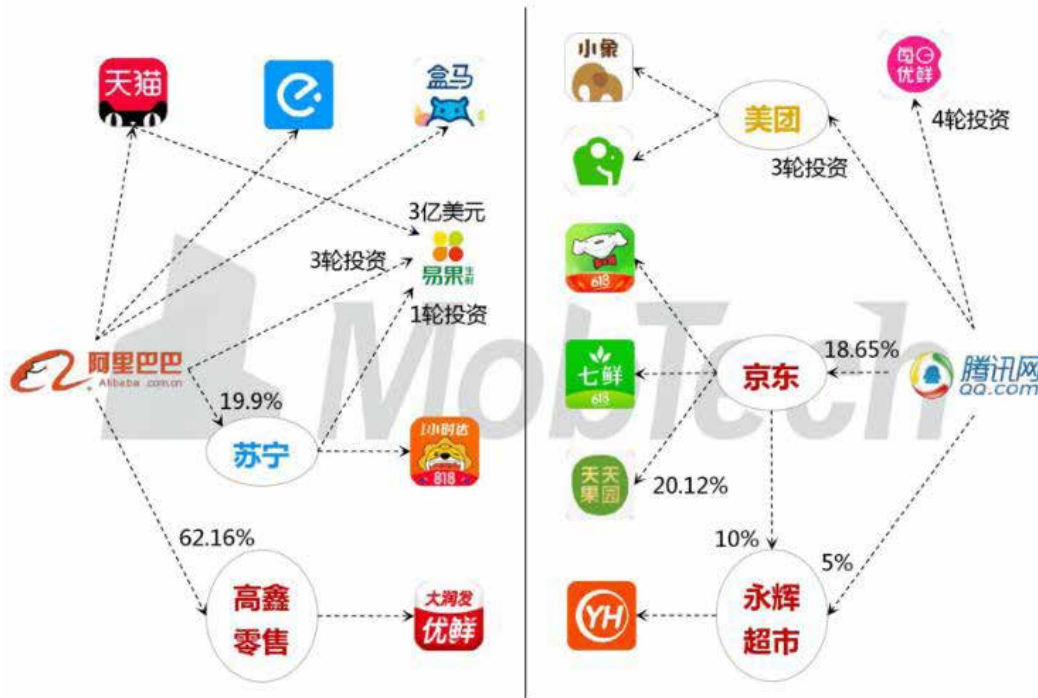 天猫
盒马
3亿美元
3轮投资
易果生鲜
1轮投资
阿里巴巴
Alibaba.com.cn
19.9%
苏宁
1小时达
818
62.16%
高鑫
零售
大润发
优鲜
小象
美团
每日
优鲜
4轮投资
3轮投资
618
七鲜
618
京东
18.65%
腾讯网
QQ.com
天天
果园
20.12%
10%
5%
YH
永辉
超市
MobTech